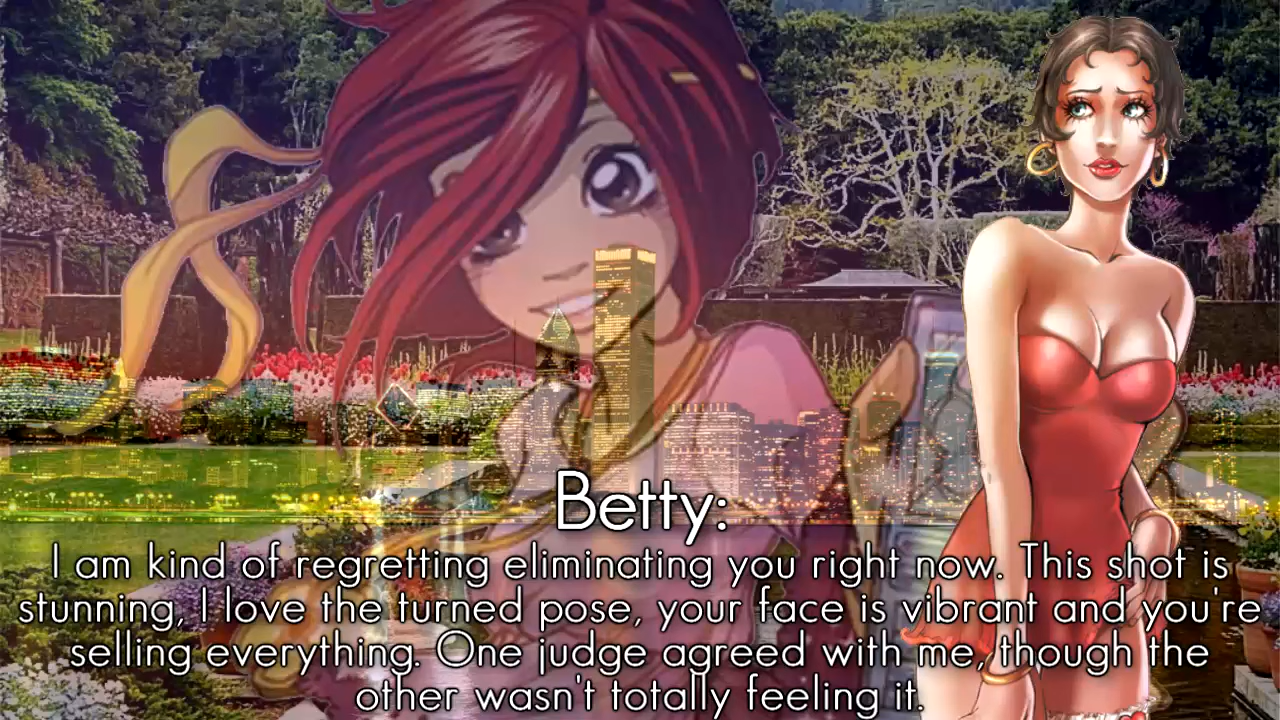 Betty:
I am kind of regretting eliminating you right now. This shot is
stunning, I love the turned pose, your face is vibrant and you're
selling everything. One judge agreed with me, though the
other wasn't totally feeling it.